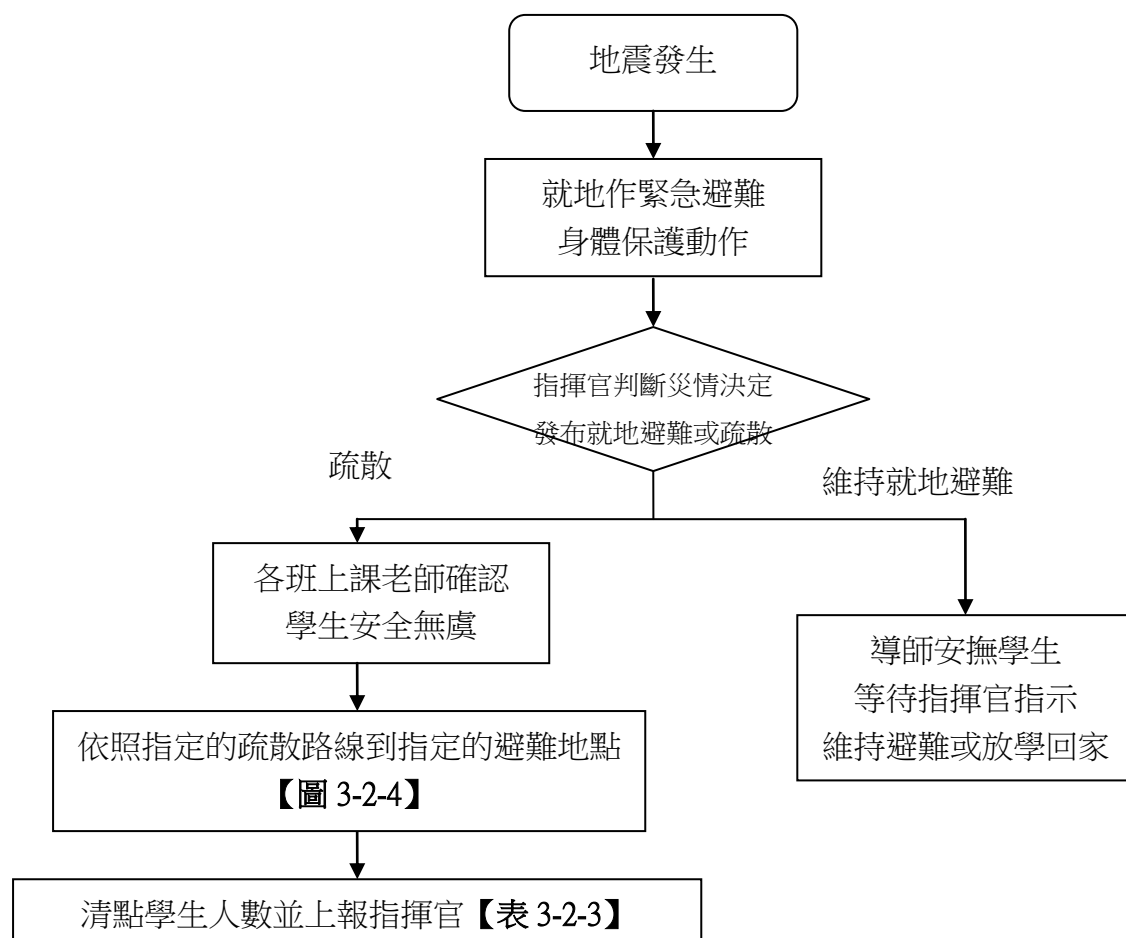 地震發生
就地作緊急避難
身體保護動作
指揮官判斷災情決定
發布就地避難或疏散
疏散
維持就地避難
各班上課老師確認
學生安全無虞
導師安撫學生
等待指揮官指示
維持避難或放學回家
依照指定的疏散路線到指定的避難地點
【圖 3-2-4】
清點學生人數並上報指揮官【表 3-2-3】